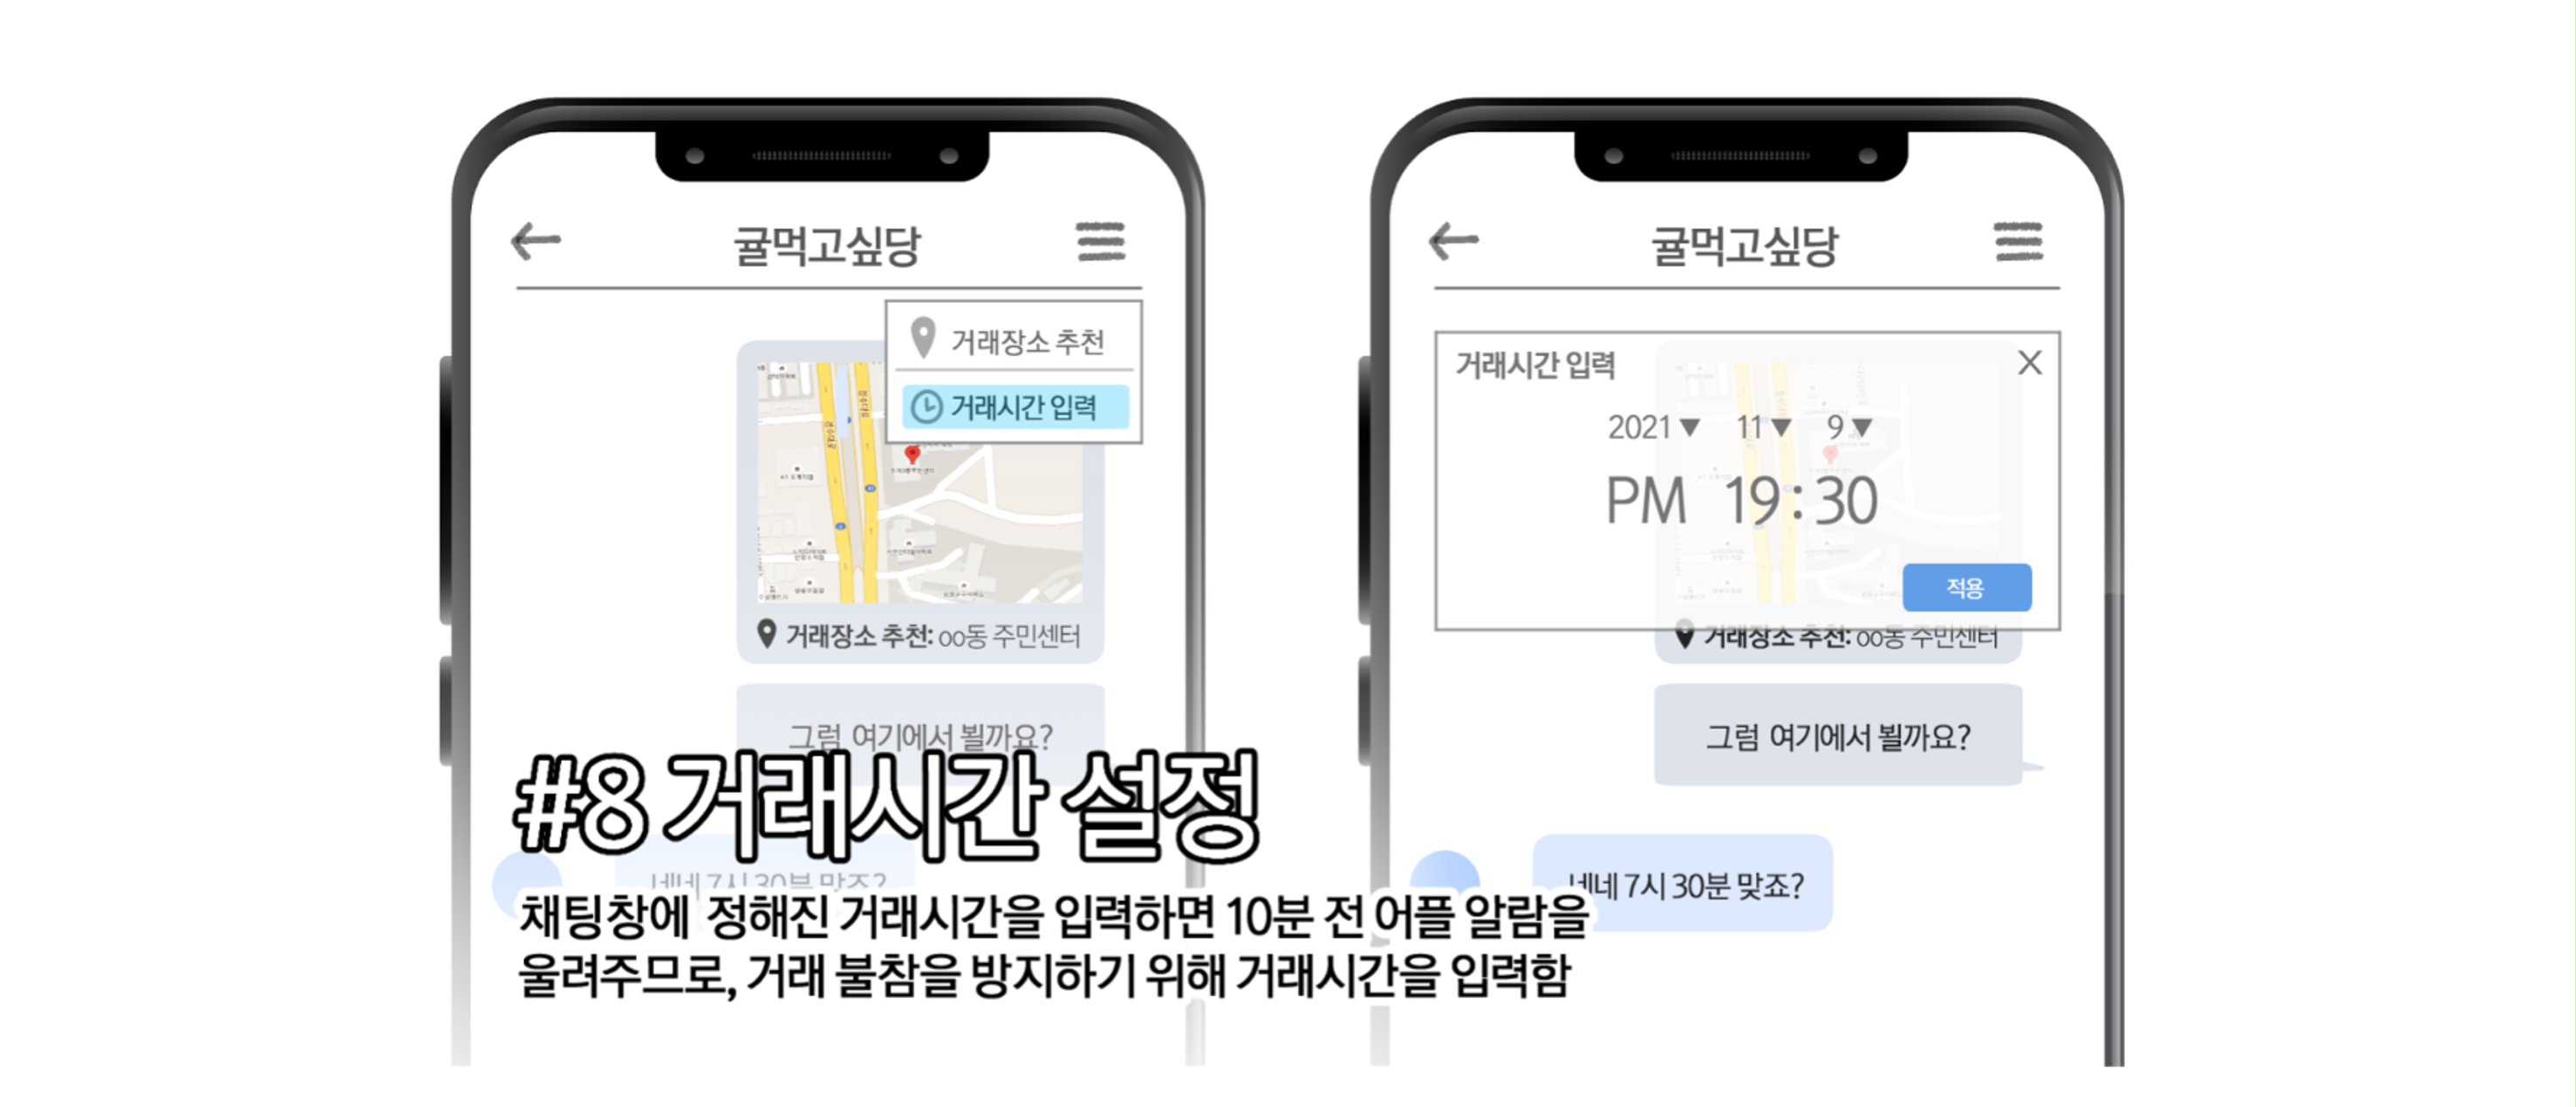 귤먹고싶당
거래장소 추천
거래시간 입력
거래장소 추천: oo동 주민센터
그럼 여기에서 뵐까요?
네네 7시 30분 맞죠?
귤먹고싶당
거래시간 입력 X
2021▼ 11▼ 9▼
PM 19:30
적용
거래장소 추천: oo동 주민센터
그럼 여기에서 뵐까요?
네네 7시 30분 맞죠?
#8 거래시간 설정
채팅창에 정해진 거래시간을 입력하면 10분 전 어플 알람을
울려주므로, 거래 불참을 방지하기 위해 거래시간을 입력함